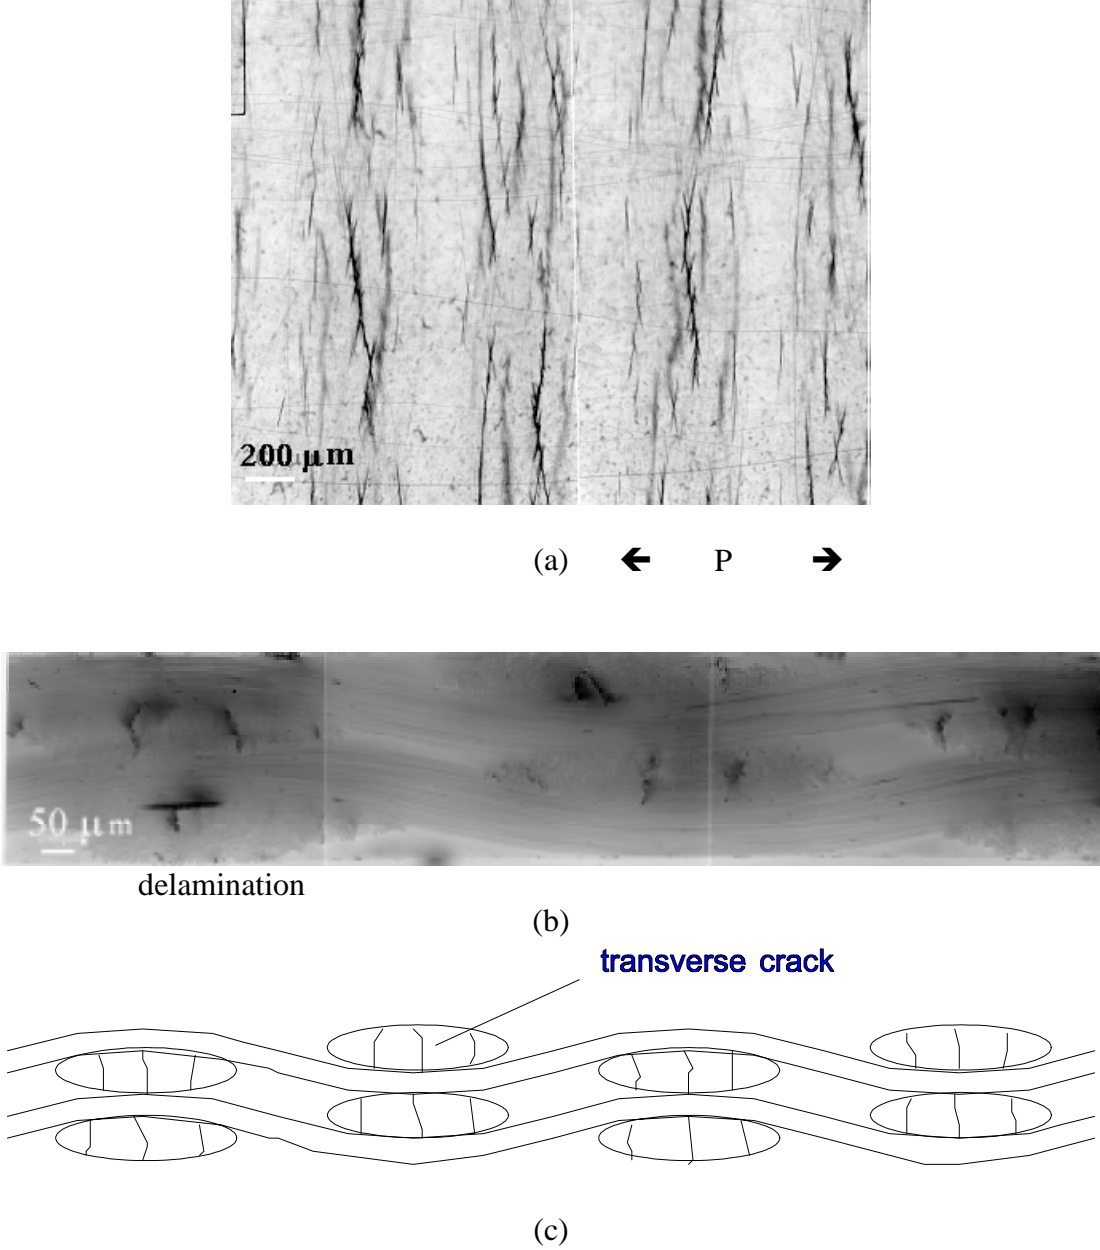 200 μm
(a) 🡸 P 🡺
50 μm
delamination
(b)
transverse crack
(c)